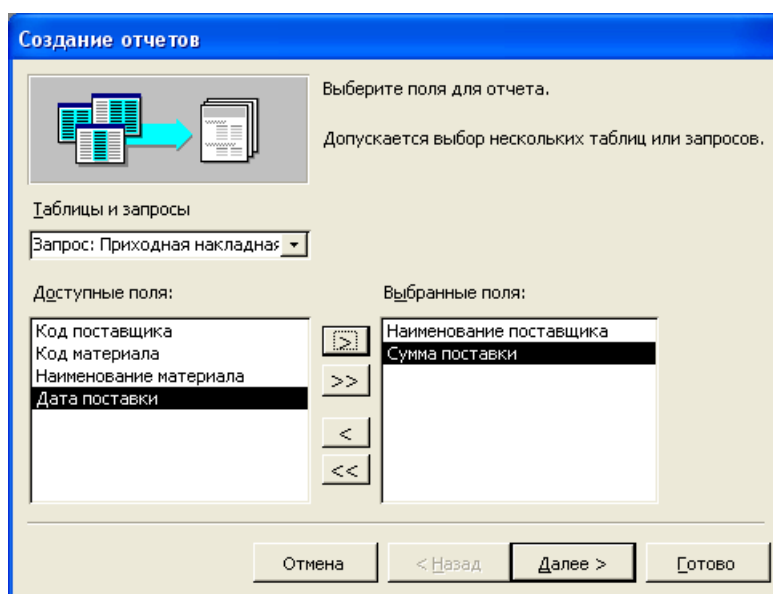 Создание отчетов
Выберите поля для отчета.
Допускается выбор нескольких таблиц или запросов.
Таблицы и запросы
Запрос: Приходная накладная
Доступные поля:
Выбранные поля:
Код поставщика
Код материала
Наименование материала
Дата поставки
>
>>
<
<<
Наименование поставщика
Сумма поставки
Отмена
< Назад
Далее >
Готово